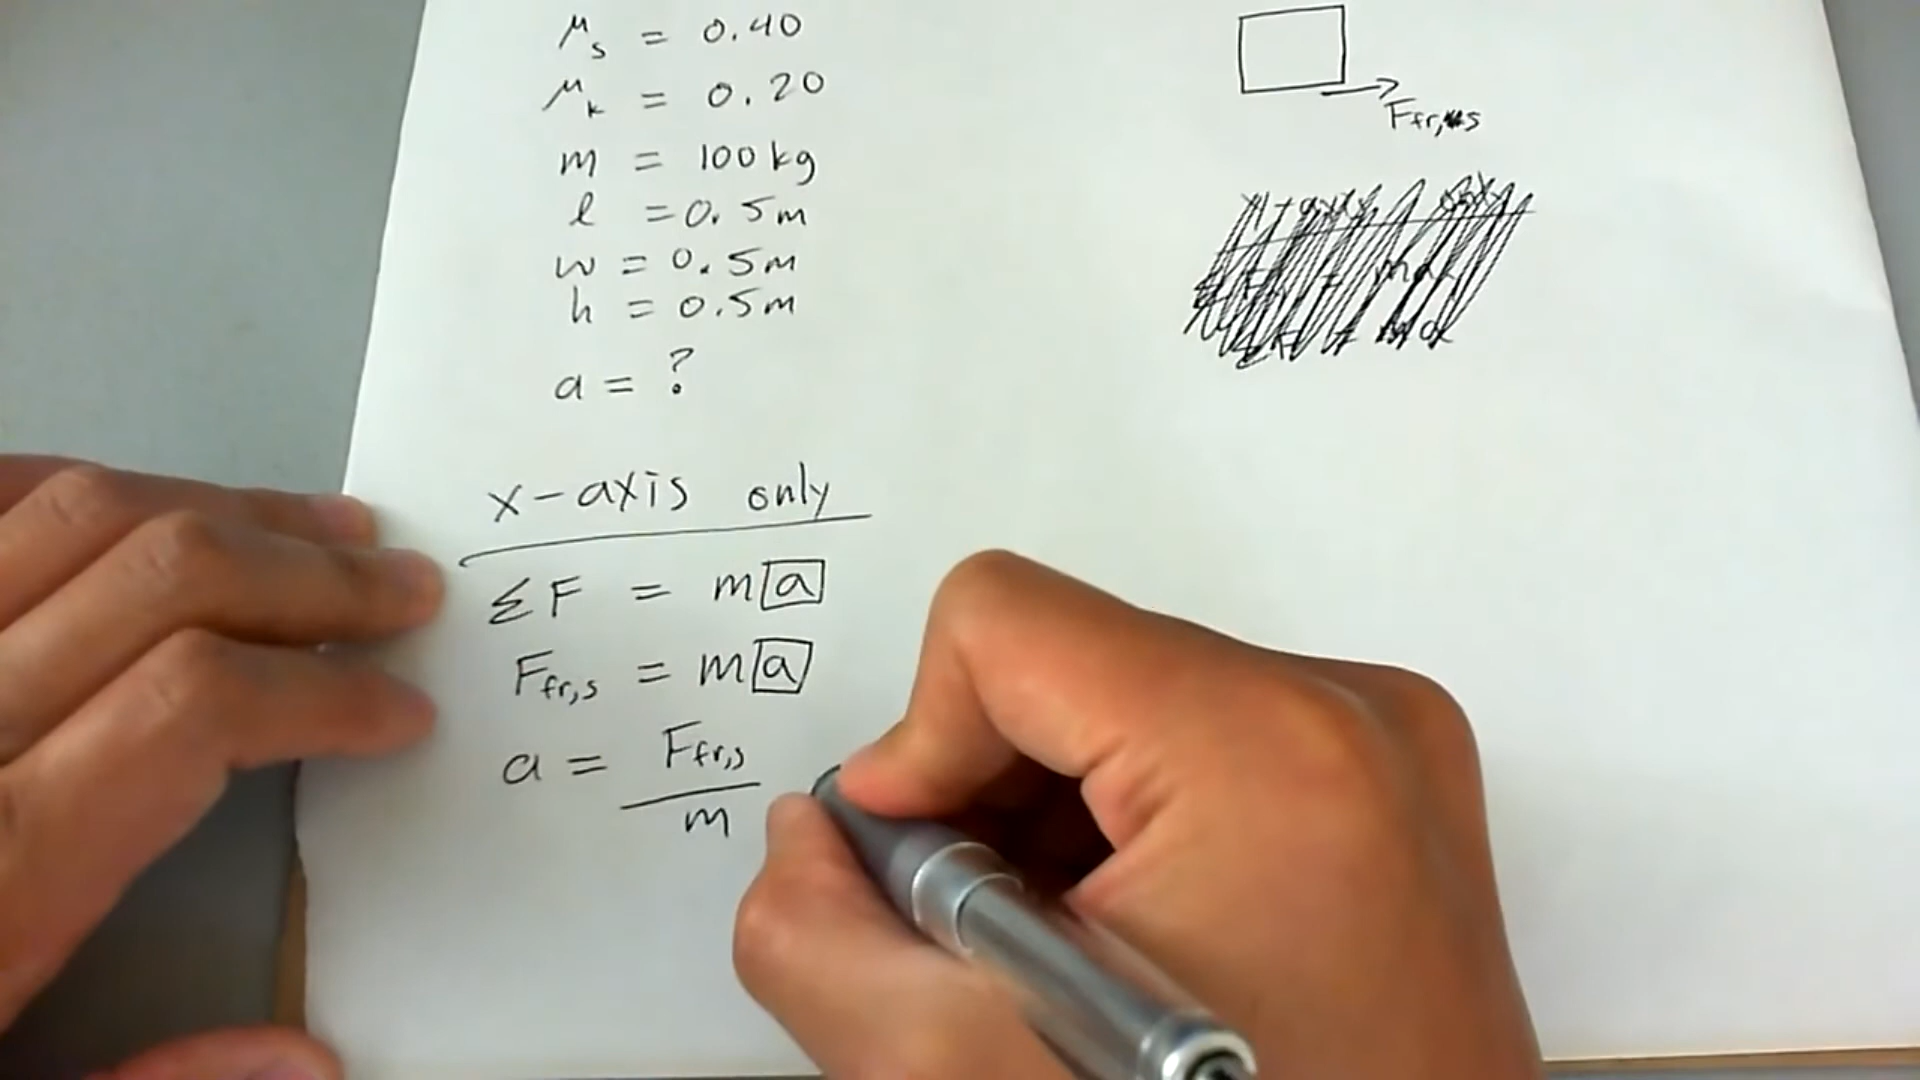 μs = 0.40
μk = 0.20
m = 100 kg
l = 0.5m
w = 0.5m
h = 0.5m
a = ?
Ffr,s
x-axis only
ΣF = ma
Ffr,s = ma
a = Ffr,s
m